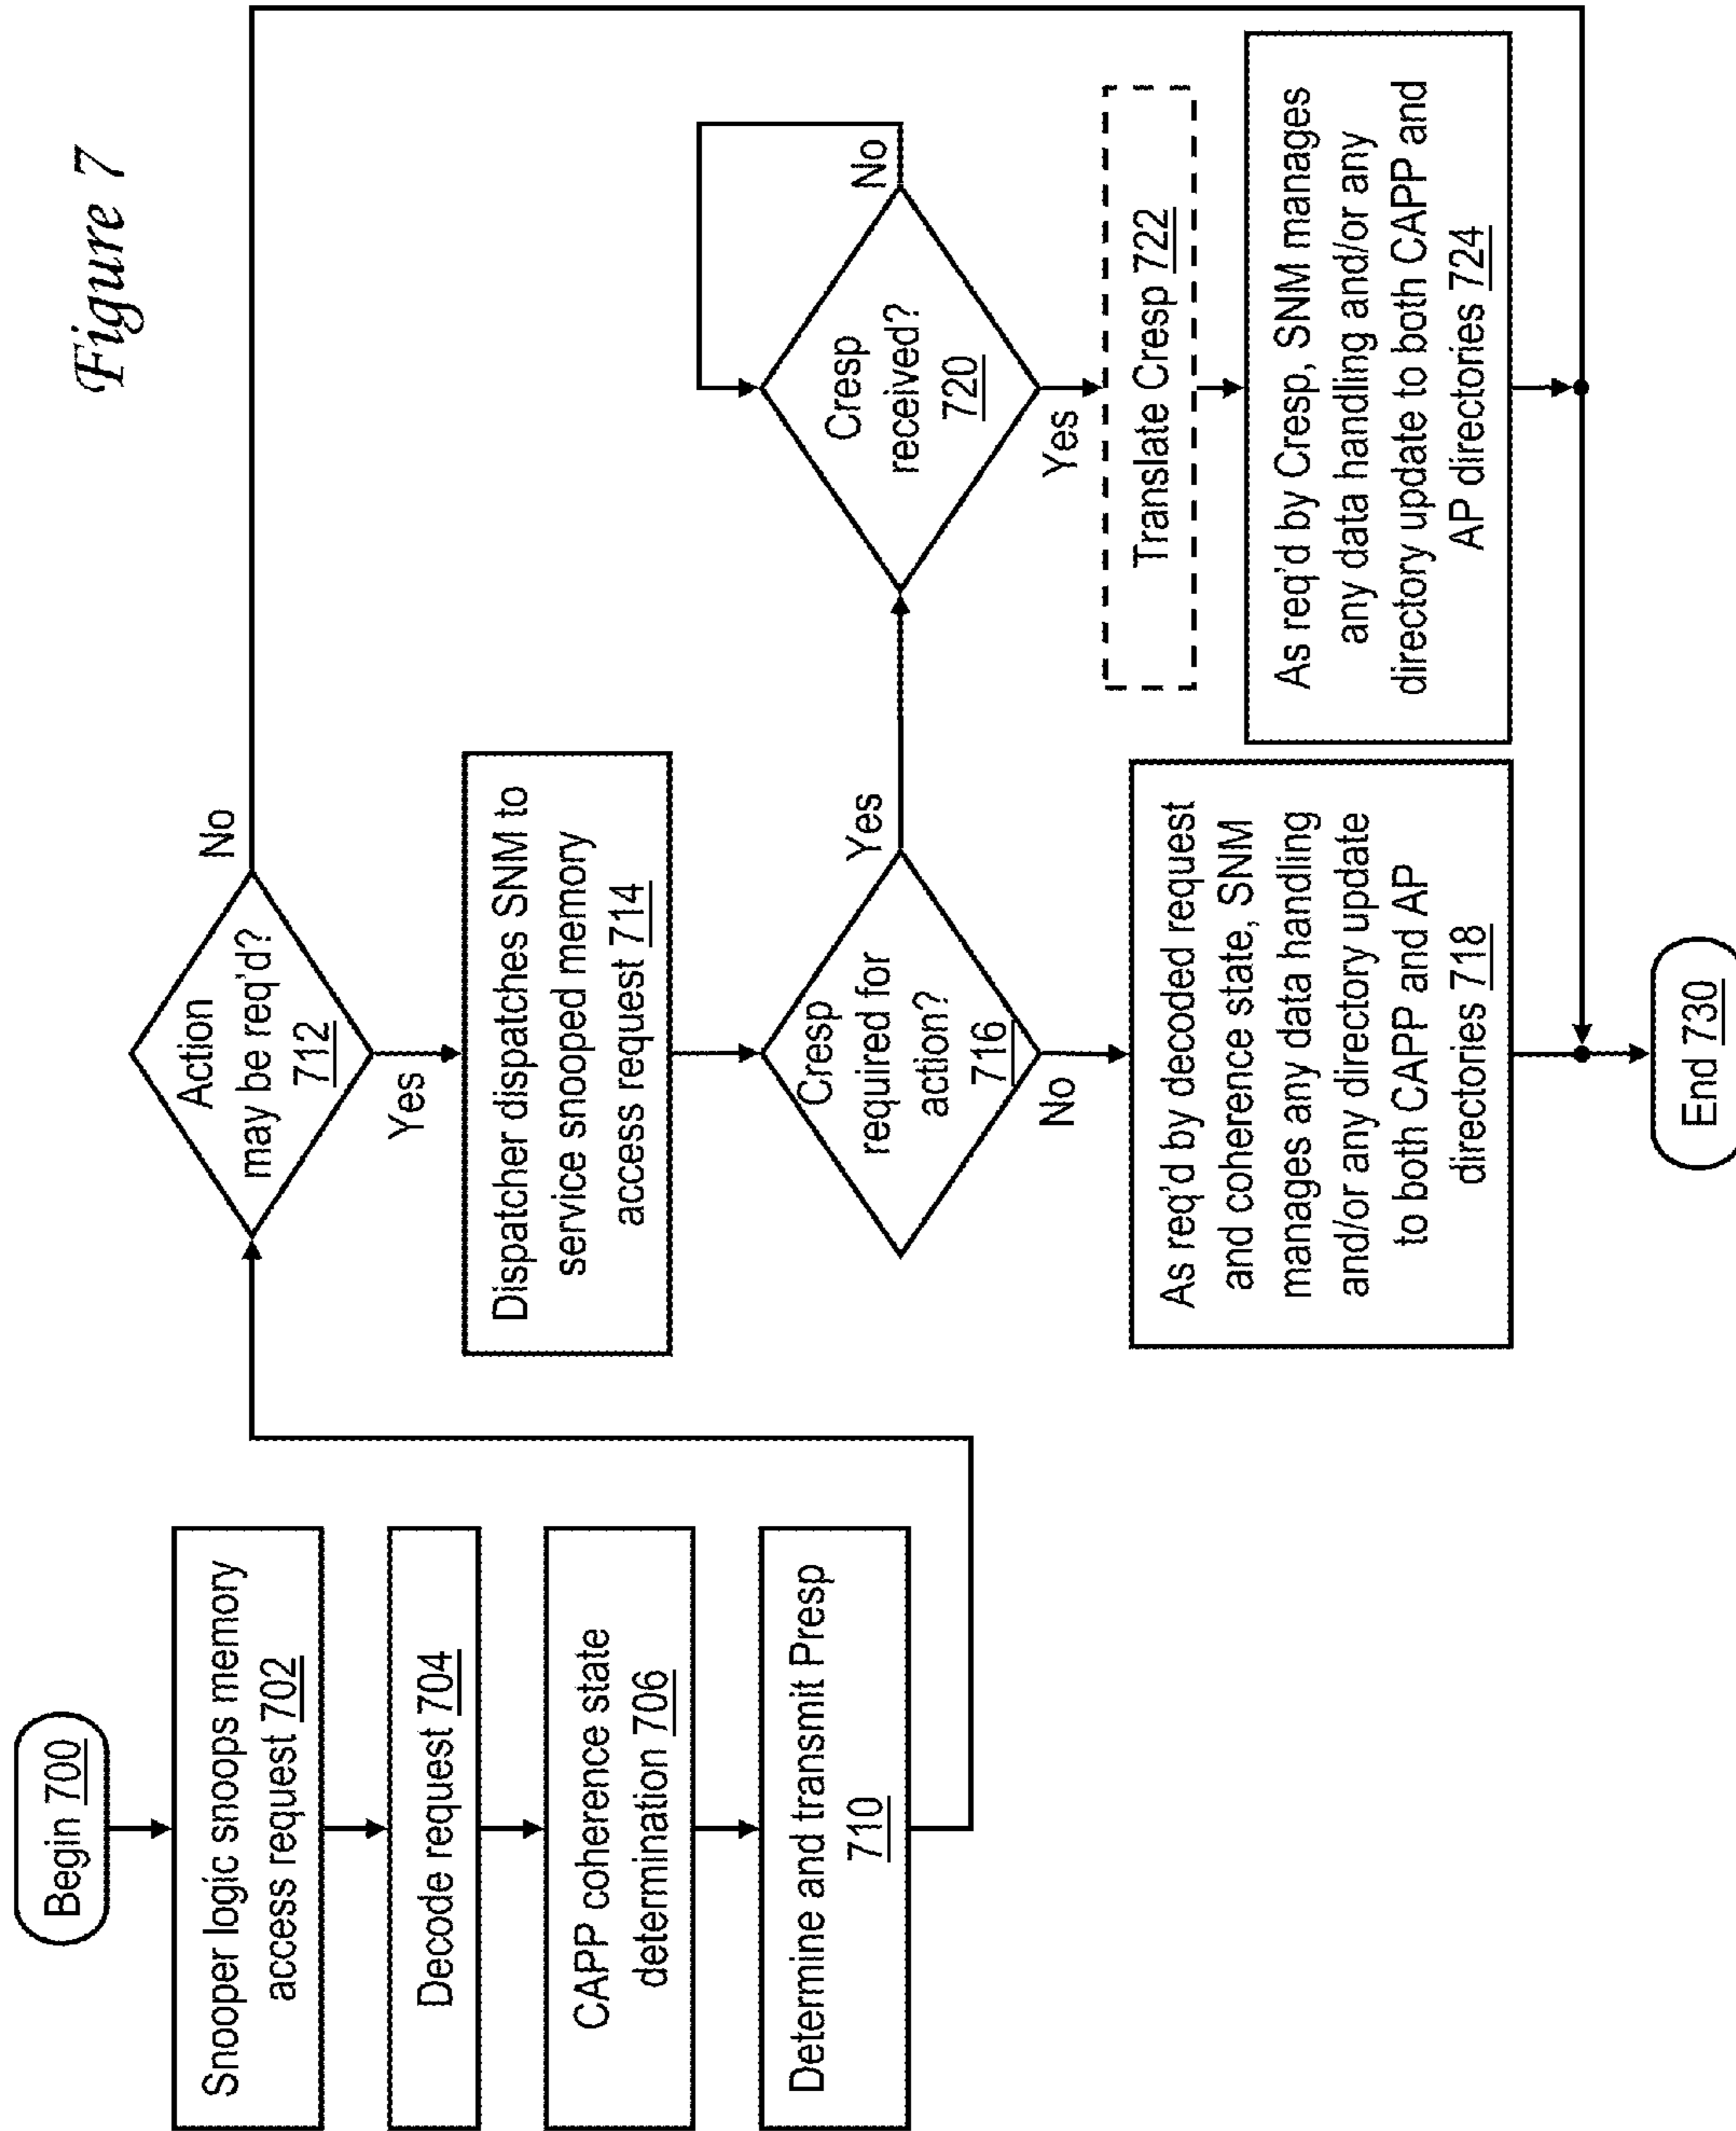 Figure 7
Begin 700
Snooper logic snoops memory
access request 702
Decode request 704
CAPP coherence state
determination 706
Determine and transmit Presp
710
Action
may be req'd?
712
No
Yes
Dispatcher dispatches SNM to
service snooped memory
access request 714
Cresp
required for
action?
716
Yes
No
As req'd by decoded request
and coherence state, SNM
manages any data handling
and/or any directory update
to both CAPP and AP
directories 718
Cresp
received?
720
No
Yes
Translate Cresp 722
As req'd by Cresp, SNM manages
any data handling and/or any
directory update to both CAPP and
AP directories 724
End 730